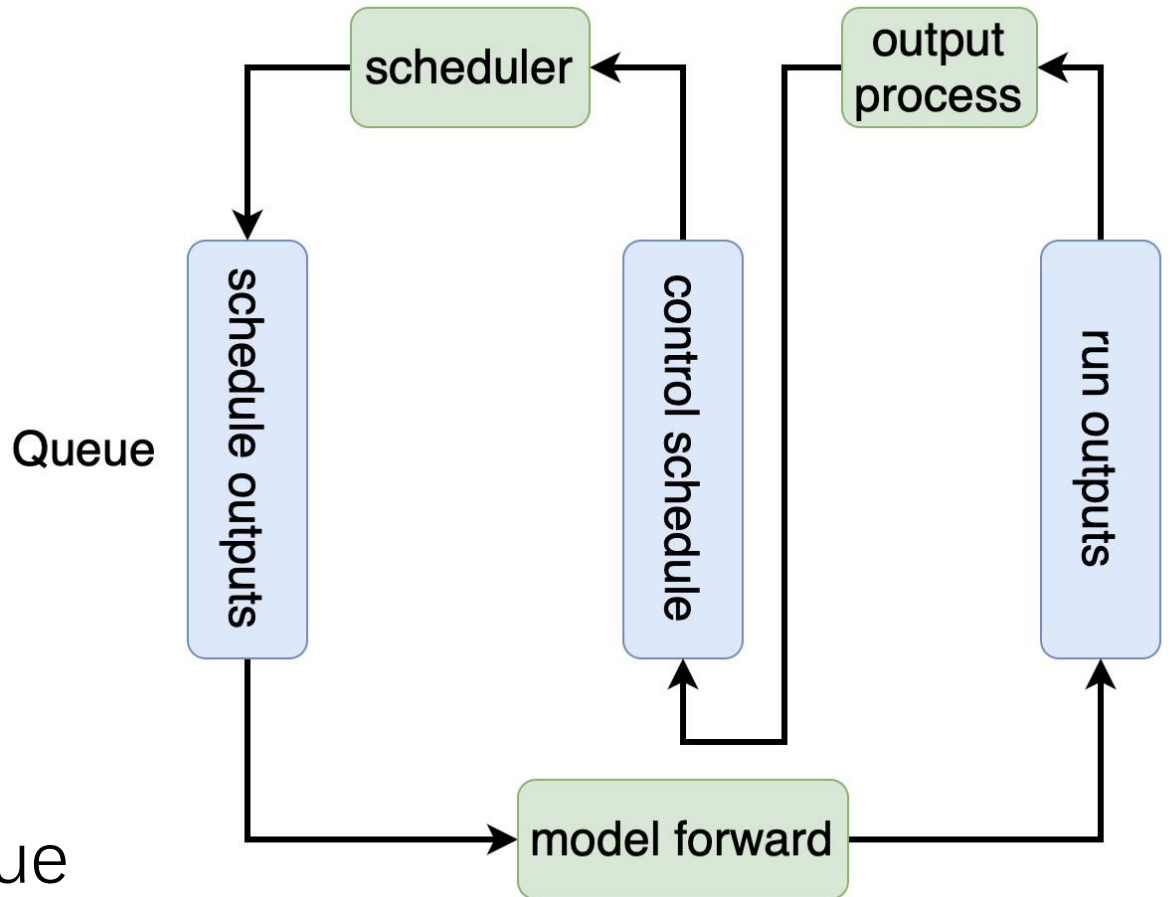 scheduler
output
process
schedule outputs
control schedule
run outputs
Queue
model forward
ue